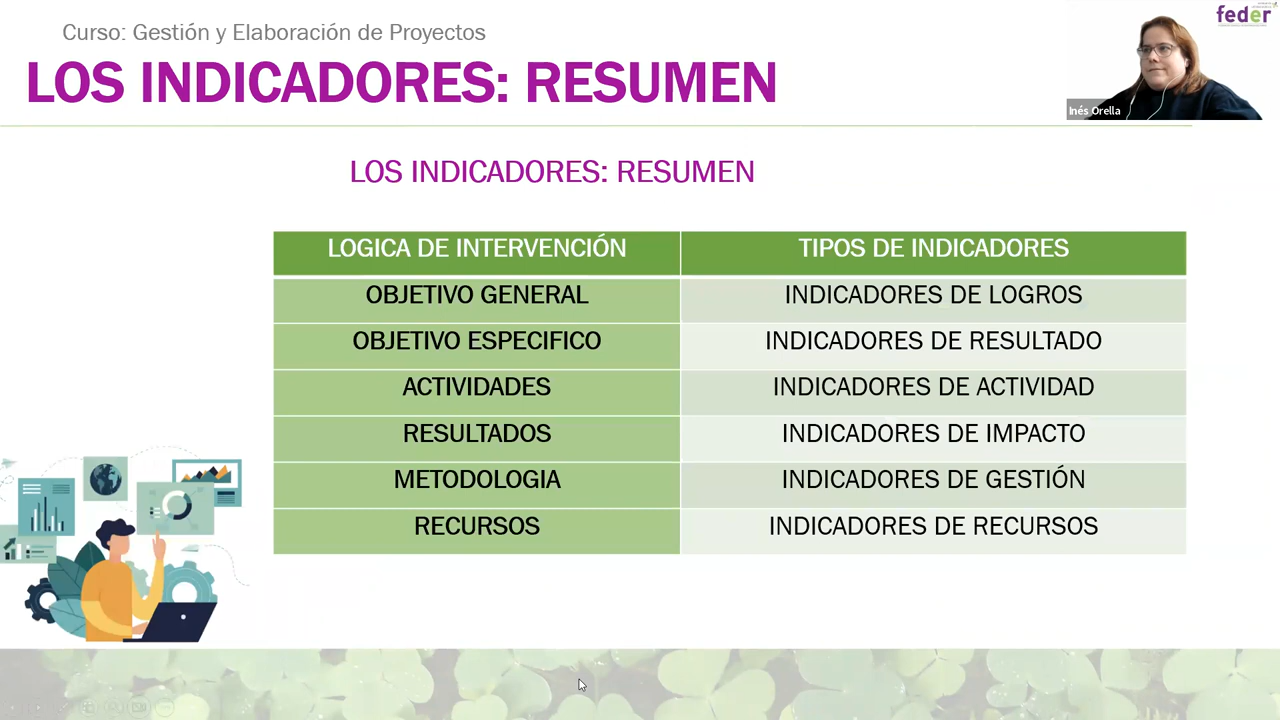 Curso: Gestión y Elaboración de Proyectos
LOS INDICADORES: RESUMEN
feder
Inés Orella
LOS INDICADORES: RESUMEN
LOGICA DE INTERVENCIÓN TIPOS DE INDICADORES
OBJETIVO GENERAL INDICADORES DE LOGROS
OBJETIVO ESPECIFICO INDICADORES DE RESULTADO
ACTIVIDADES INDICADORES DE ACTIVIDAD
RESULTADOS INDICADORES DE IMPACTO
METODOLOGIA INDICADORES DE GESTIÓN
RECURSOS INDICADORES DE RECURSOS